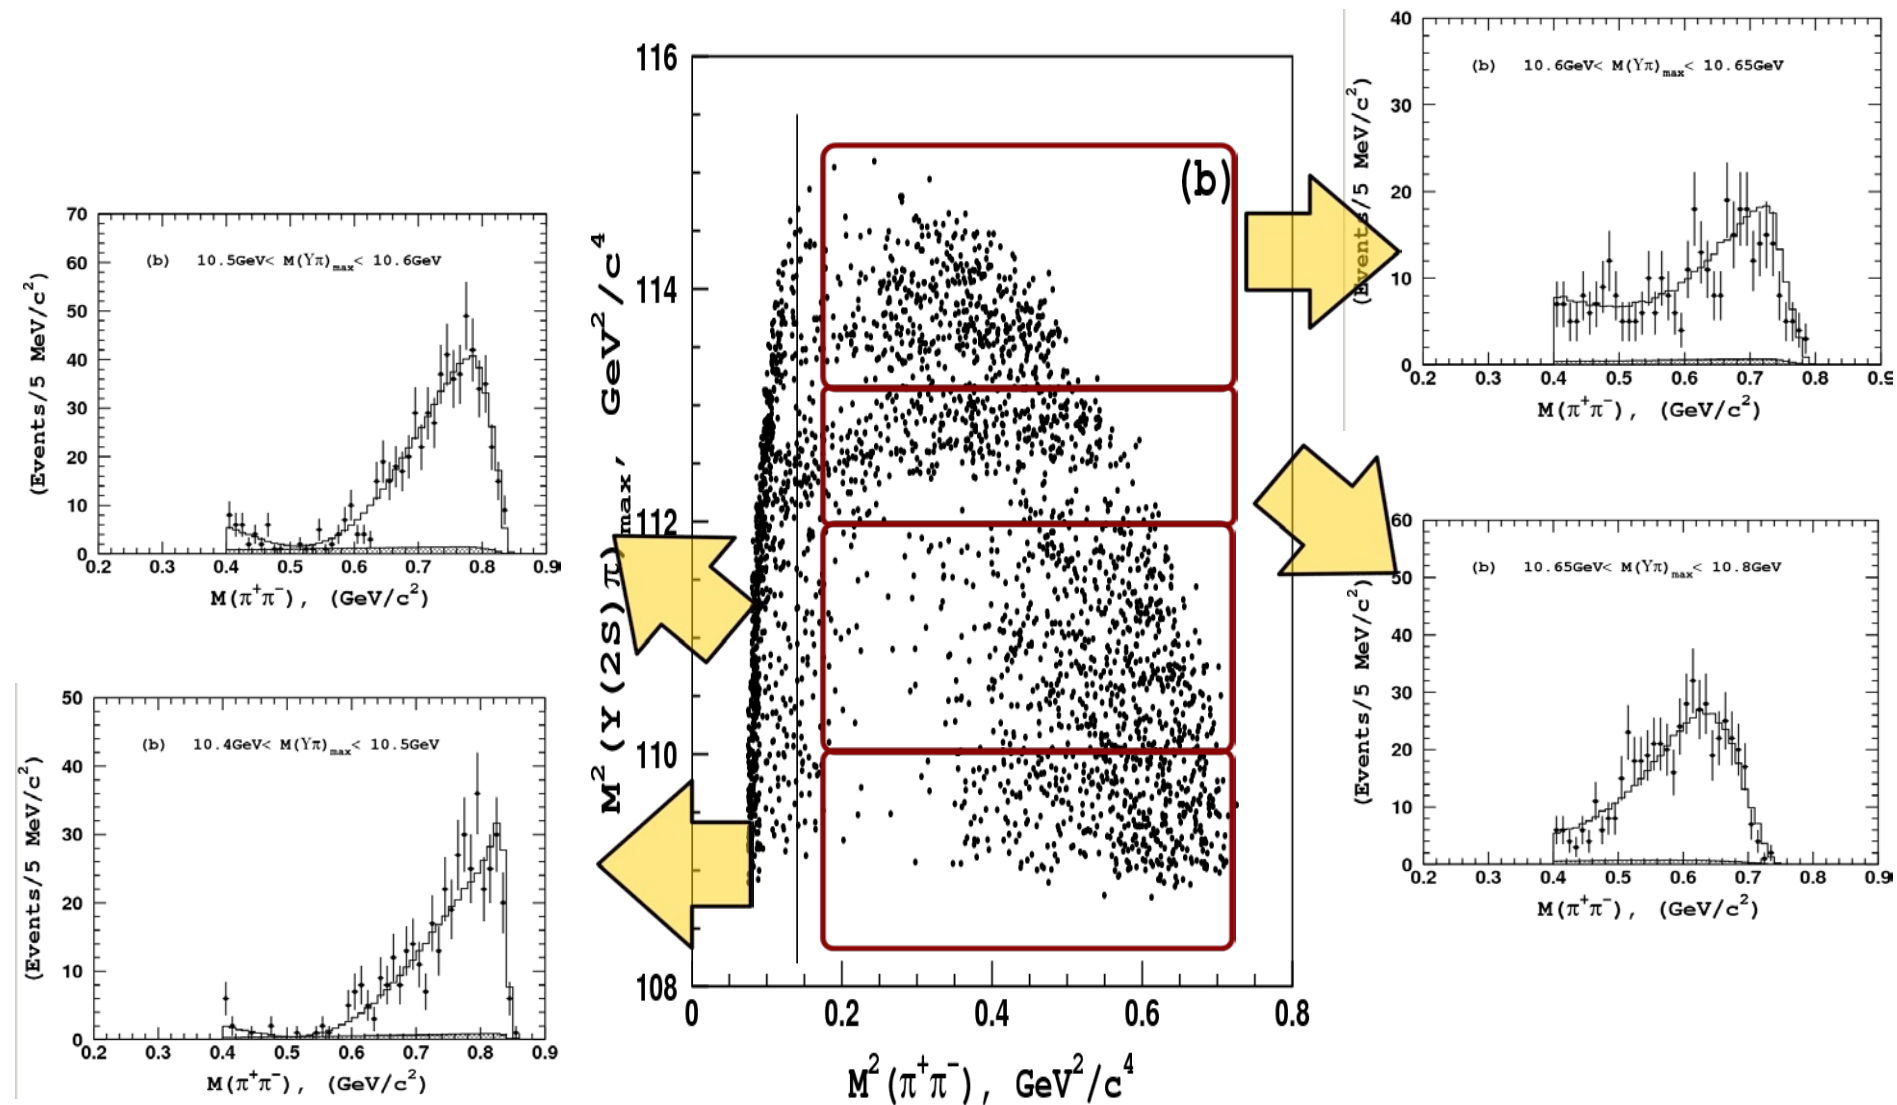 70
60
50
40
30
20
10
0
0.2 0.3 0.4 0.5 0.6 0.7 0.8 0.9
(b) 10.5GeV< M(Υπ)max< 10.6GeV
(Events/5 MeV/c²)
M(π⁺π⁻), (GeV/c²)
50
40
30
20
10
0
0.2 0.3 0.4 0.5 0.6 0.7 0.8 0.9
(b) 10.4GeV< M(Υπ)max< 10.5GeV
(Events/5 MeV/c²)
M(π⁺π⁻), (GeV/c²)
116
114
112
110
108
0 0.2 0.4 0.6 0.8
(b)
M²(Υ(2S)π)max, GeV²/c⁴
M²(π⁺π⁻), GeV²/c⁴
40
30
20
10
0
0.2 0.3 0.4 0.5 0.6 0.7 0.8 0.9
(b) 10.6GeV< M(Υπ)max< 10.65GeV
(Events/5 MeV/c²)
M(π⁺π⁻), (GeV/c²)
60
50
40
30
20
10
0
0.2 0.3 0.4 0.5 0.6 0.7 0.8 0.9
(b) 10.65GeV< M(Υπ)max< 10.8GeV
(Events/5 MeV/c²)
M(π⁺π⁻), (GeV/c²)